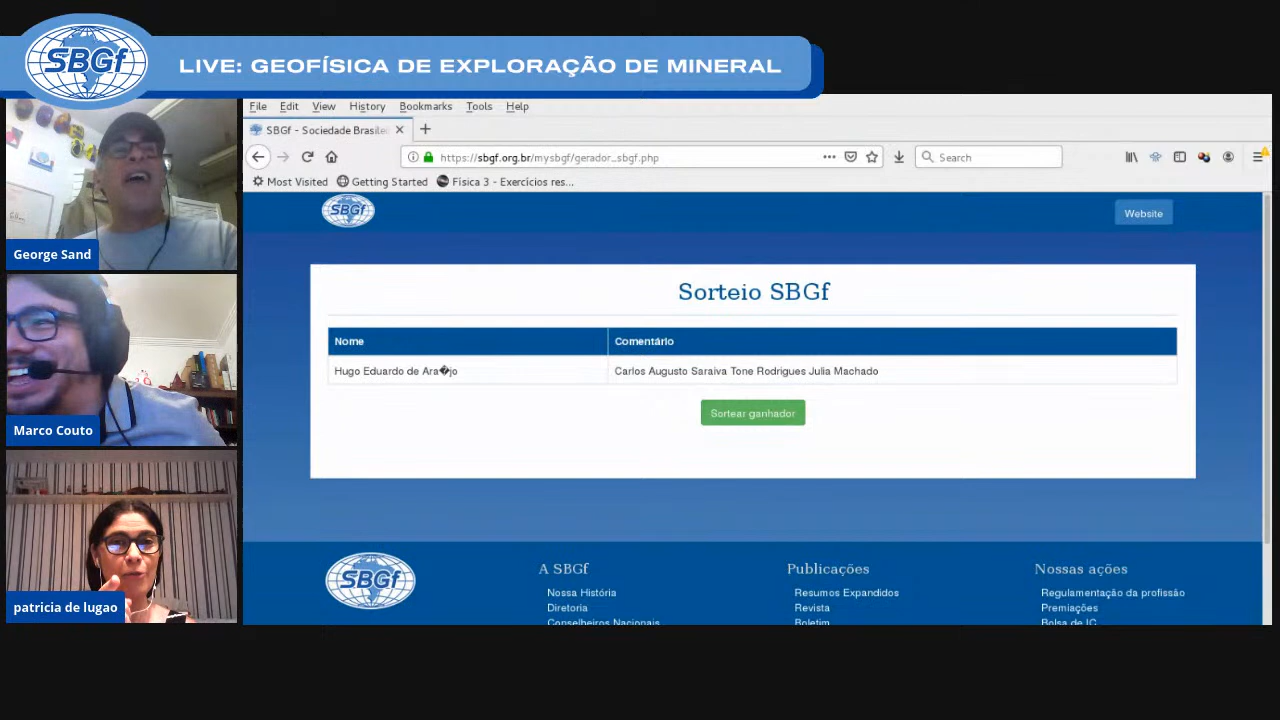 SBGf
LIVE: GEOFÍSICA DE EXPLORAÇÃO DE MINERAL
George Sand
Marco Couto
patricia de lugao
File Edit View History Bookmarks Tools Help
SBGf - Sociedade Brasilei
https://sbgf.org.br/mysbgf/gerador_sbgf.php
Search
Most Visited Getting Started Física 3 - Exercícios res...
SBGf
Website
Sorteio SBGf
Nome Comentário
Hugo Eduardo de Ara�jo Carlos Augusto Saraiva Tone Rodrigues Julia Machado
Sortear ganhador
SBGf
A SBGf
Nossa História
Diretoria
Conselheiros Nacionais
Publicações
Resumos Expandidos
Revista
Boletim
Nossas ações
Regulamentação da profissão
Premiações
Bolsa de IC